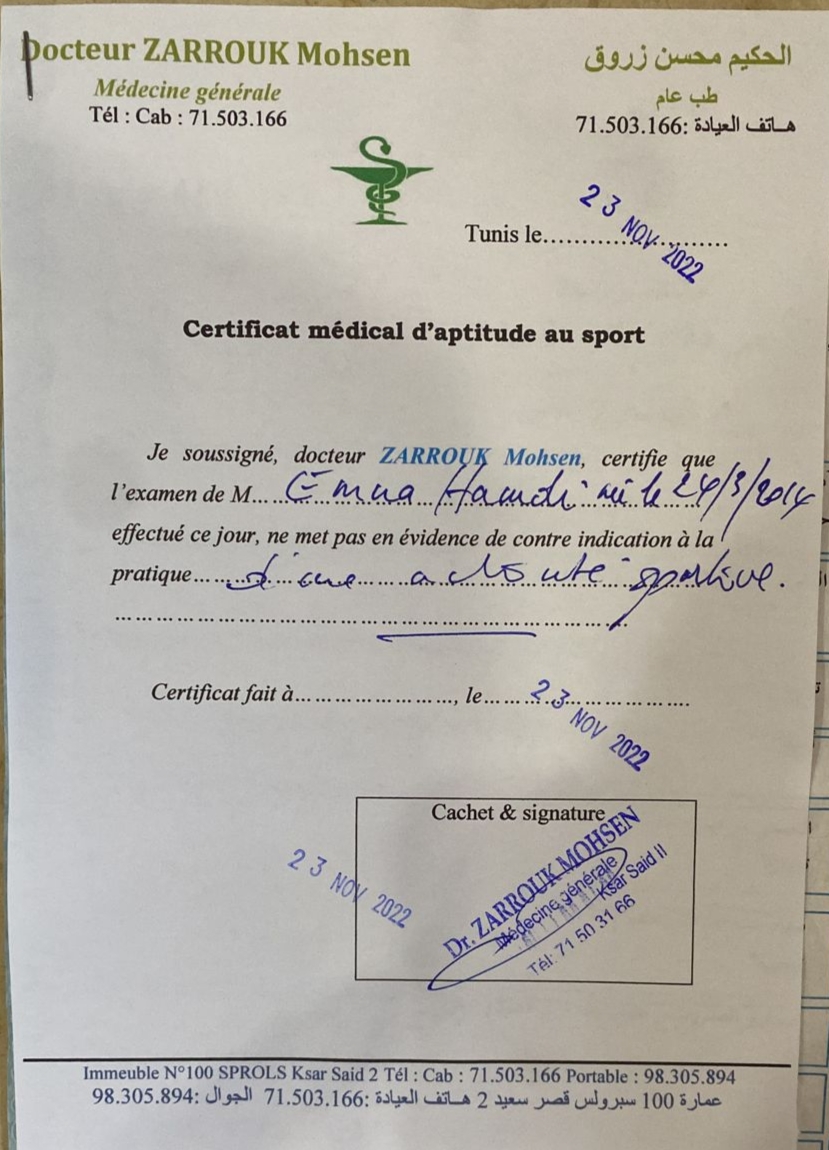 Docteur ZARROUK Mohsen
Médecine générale
Tél : Cab : 71.503.166
الحكيم محسن زروق
طب عام
هاتف العيادة: 71.503.166
Tunis le..............................
23 NOV 2022
Certificat médical d'aptitude au sport
Je soussigné, docteur ZARROUK Mohsen, certifie que
l'examen de M... Emna Hamdi né le 24/3/2014
effectué ce jour, ne met pas en évidence de contre indication à la
pratique... d'une activité sportive.
Certificat fait à........................, le........................
23 NOV 2022
Cachet & signature
23 NOV 2022
Dr. ZARROUK MOHSEN
Médecine générale
Ksar Said II
Tél: 71 50 31 66
Immeuble N°100 SPROLS Ksar Said 2 Tél : Cab : 71.503.166 Portable : 98.305.894
عمارة 100 سبرولس قصر سعيد 2 هاتف العيادة: 71.503.166 الجوال: 98.305.894